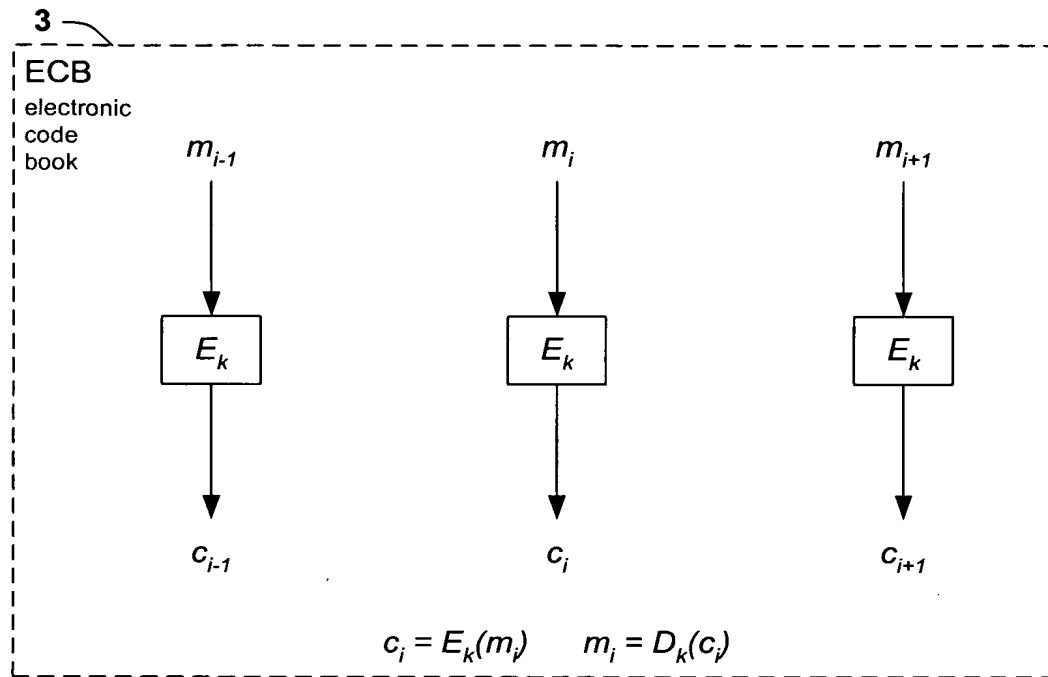 3
ECB
electronic
code
book
m_{i-1} m_i m_{i+1}
E_k E_k E_k
c_{i-1} c_i c_{i+1}
c_i = E_k(m_i) m_i = D_k(c_i)